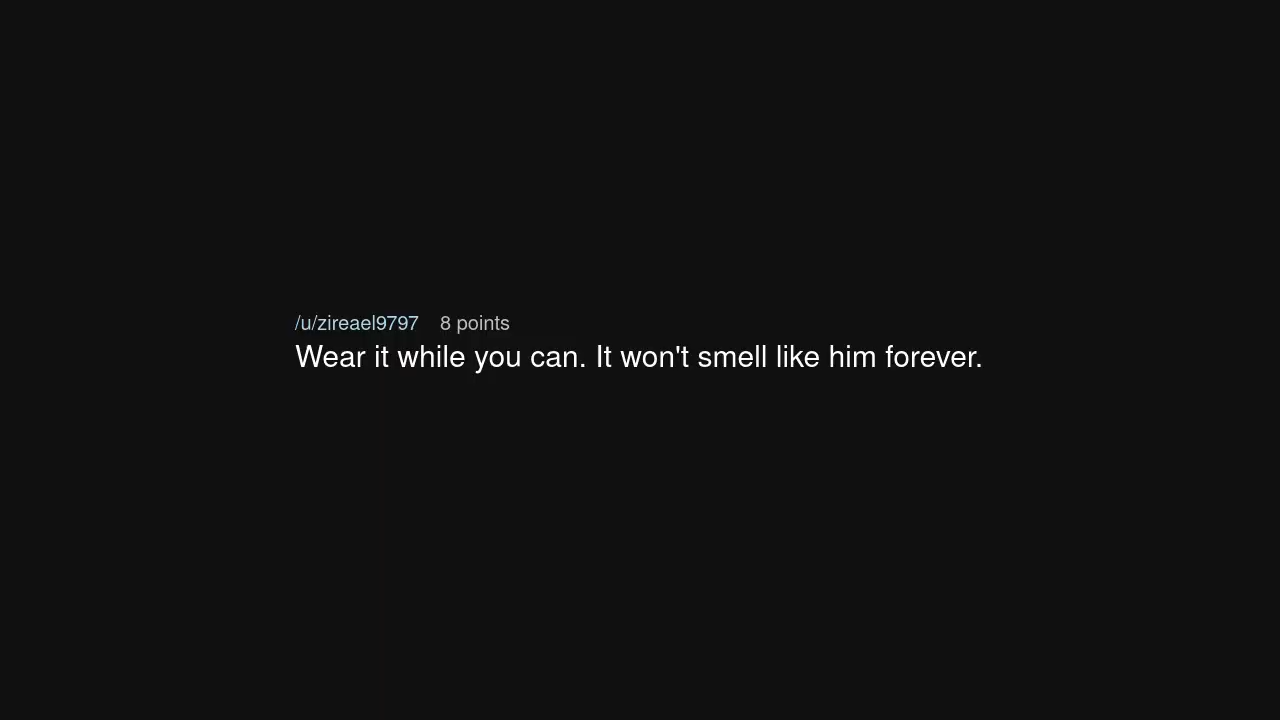 /u/zireael9797 8 points
Wear it while you can. It won't smell like him forever.